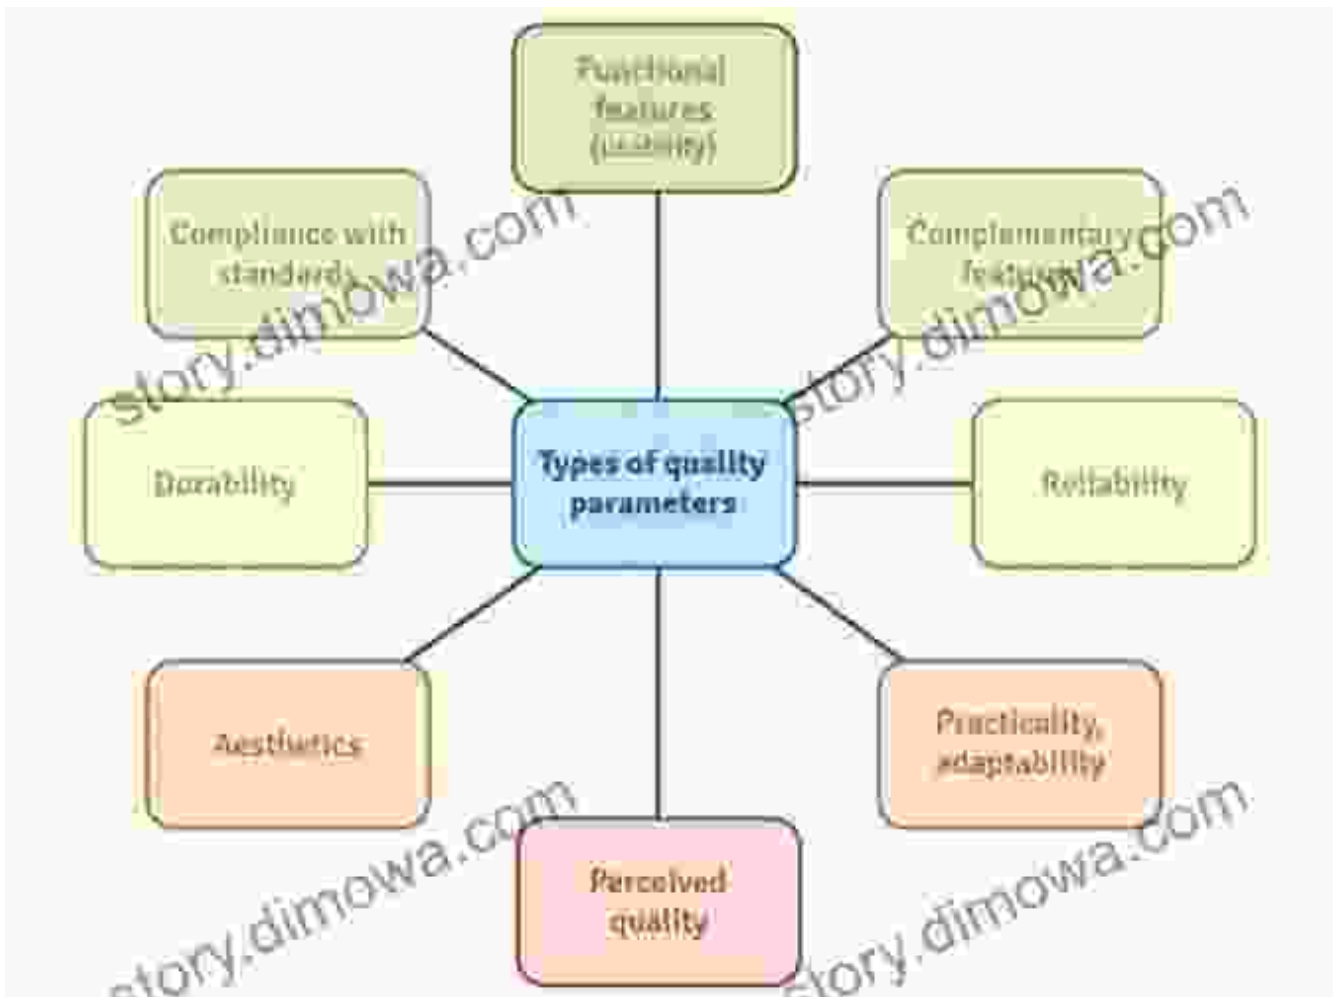 Functional
features
(usability)
Compliance with
standards
Complementary
features
Types of quality
parameters
Durability
Reliability
Aesthetics
Practicality,
adaptability
Perceived
quality
story.dimowa.com
story.dimowa.com
story.dimowa.com
story.dimowa.com